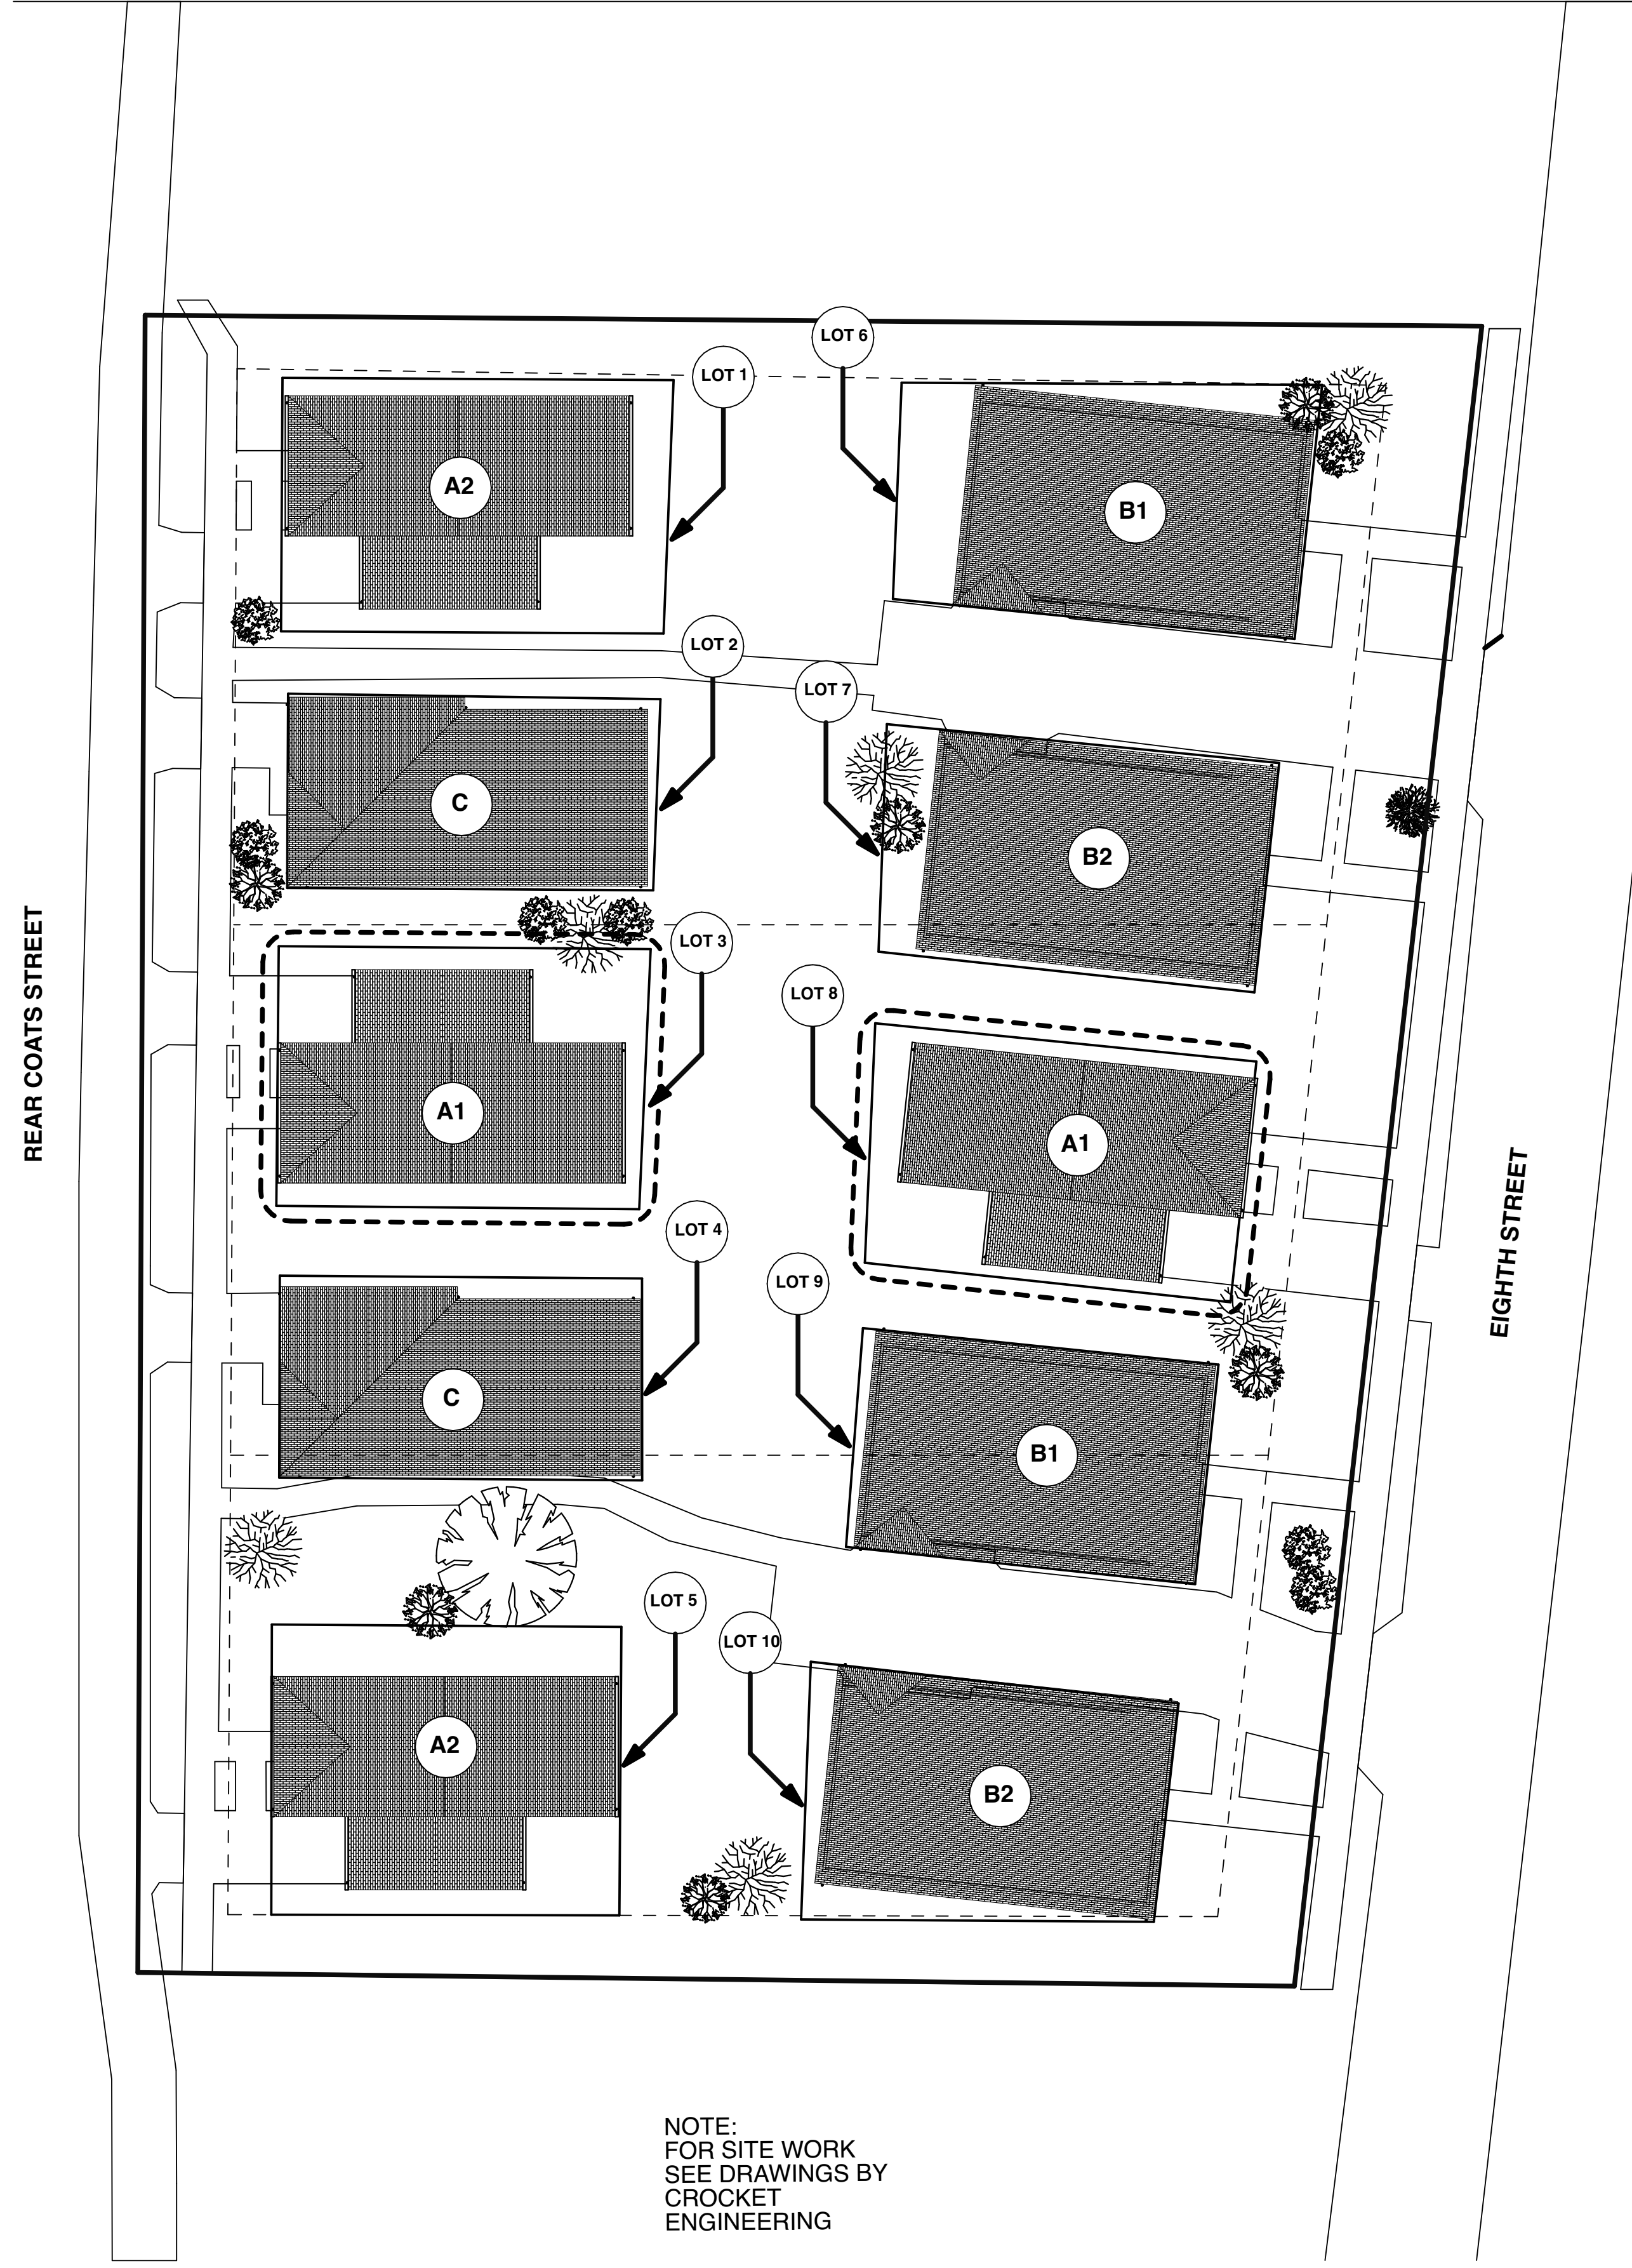 LOT 6
LOT 1
A2
B1
LOT 2
LOT 7
C
B2
LOT 3
LOT 8
A1
A1
LOT 4
LOT 9
C
B1
LOT 5
LOT 10
A2
B2
REAR COATS STREET
EIGHTH STREET
NOTE:
FOR SITE WORK
SEE DRAWINGS BY
CROCKET
ENGINEERING